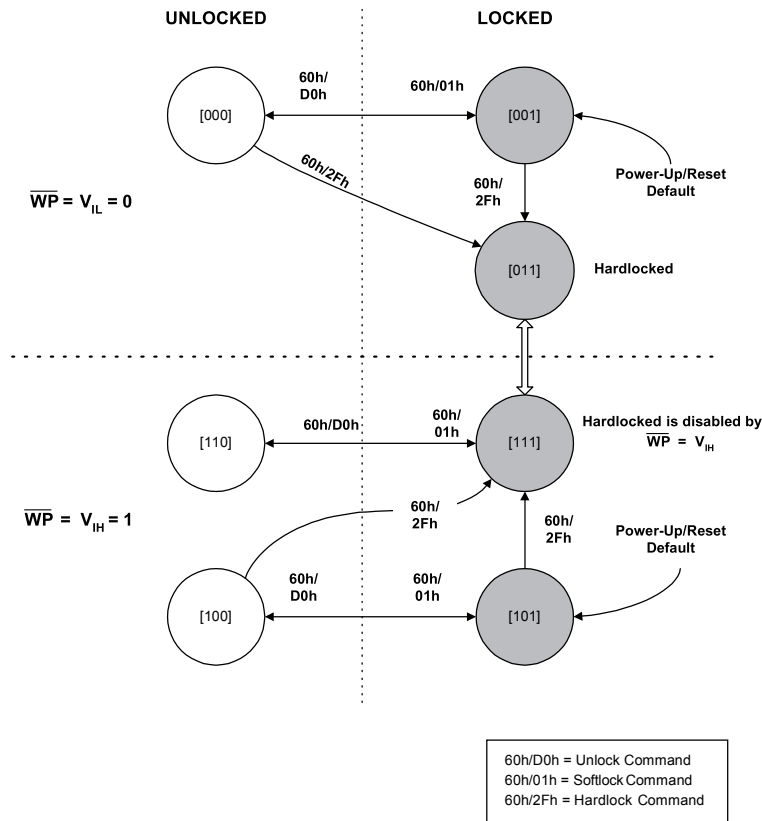 UNLOCKED
LOCKED
60h/
D0h
60h/01h
[000]
[001]
60h/2Fh
60h/
2Fh
Power-Up/Reset
Default
WP = VIL = 0
[011]
Hardlocked
60h/D0h
60h/
01h
[110]
[111]
Hardlocked is disabled by
WP = VIH
60h/
2Fh
60h/
2Fh
WP = VIH = 1
Power-Up/Reset
Default
60h/
D0h
60h/
01h
[100]
[101]
60h/D0h = Unlock Command
60h/01h = Softlock Command
60h/2Fh = Hardlock Command